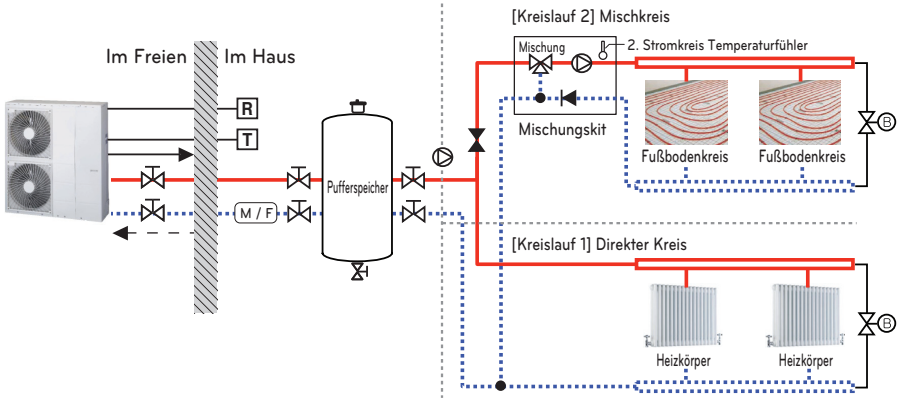 [Kreislauf 2] Mischkreis
Im Freien
Im Haus
Mischung
2. Stromkreis Temperaturfühler
R
T
Mischungskit
B
Fußbodenkreis
Fußbodenkreis
Pufferspeicher
M / F
[Kreislauf 1] Direkter Kreis
B
Heizkörper
Heizkörper